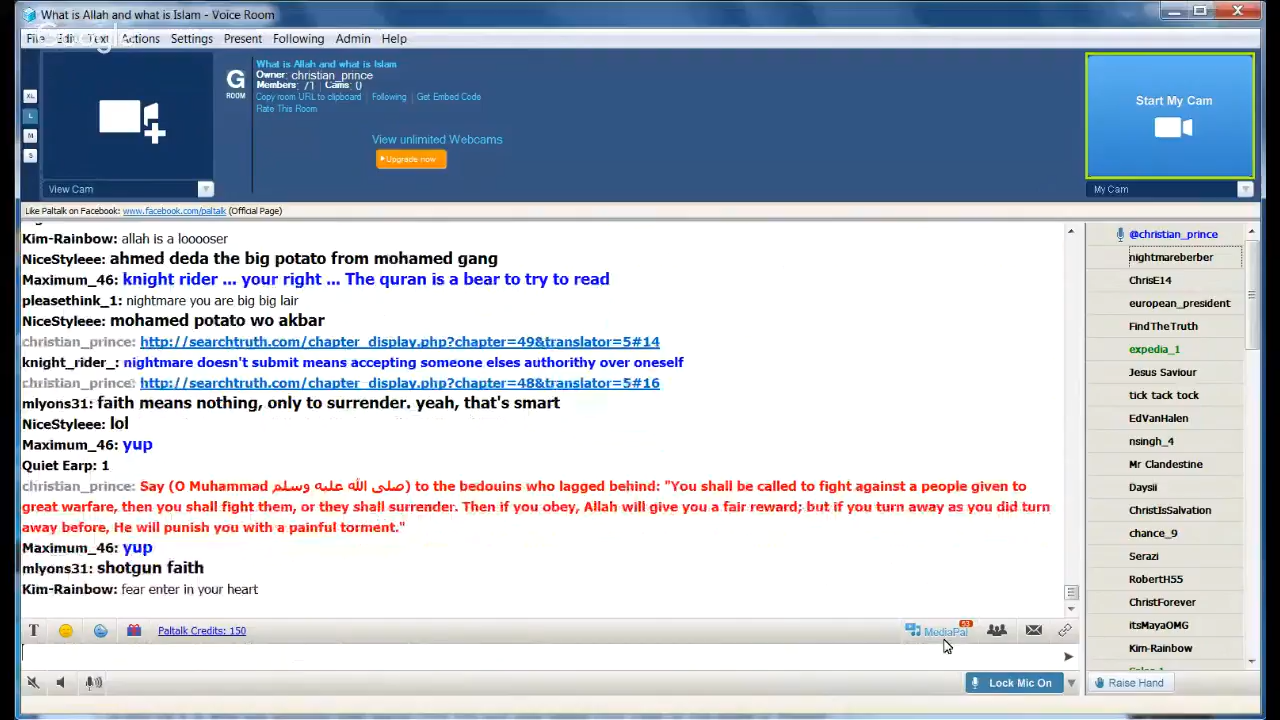 What is Allah and what is Islam - Voice Room
File Edit Text Actions Settings Present Following Admin Help
Google
What is Allah and what is Islam
Owner: christian_prince
Members: 71 | Cams: 0
Copy room URL to clipboard | Following | Get Embed Code
Rate This Room
G
ROOM
View unlimited Webcams
Upgrade now
XL
L
M
S
View Cam
Start My Cam
My Cam
Like Paltalk on Facebook: www.facebook.com/paltalk (Official Page)
Kim-Rainbow: allah is a looooser
NiceStyleee: ahmed deda the big potato from mohamed gang
Maximum_46: knight rider ... your right ... The quran is a bear to try to read
pleasethink_1: nightmare you are big big lair
NiceStyleee: mohamed potato wo akbar
christian_prince: http://searchtruth.com/chapter_display.php?chapter=49&translator=5#14
knight_rider_: nightmare doesn't submit means accepting someone elses authorithy over oneself
christian_prince: http://searchtruth.com/chapter_display.php?chapter=48&translator=5#16
mlyons31: faith means nothing, only to surrender. yeah, that's smart
NiceStyleee: lol
Maximum_46: yup
Quiet Earp: 1
christian_prince: Say (O Muhammad صلى الله عليه وسلم) to the bedouins who lagged behind: "You shall be called to fight against a people given to
great warfare, then you shall fight them, or they shall surrender. Then if you obey, Allah will give you a fair reward; but if you turn away as you did turn
away before, He will punish you with a painful torment."
Maximum_46: yup
mlyons31: shotgun faith
Kim-Rainbow: fear enter in your heart
@christian_prince
nightmareberber
ChrisE14
european_president
FindTheTruth
expedia_1
Jesus Saviour
tick tack tock
EdVanHalen
nsingh_4
Mr Clandestine
Daysii
ChristIsSalvation
chance_9
Serazi
RobertH55
ChristForever
itsMayaOMG
Kim-Rainbow
T
Paltalk Credits: 150
MediaPal
53
Lock Mic On
Raise Hand